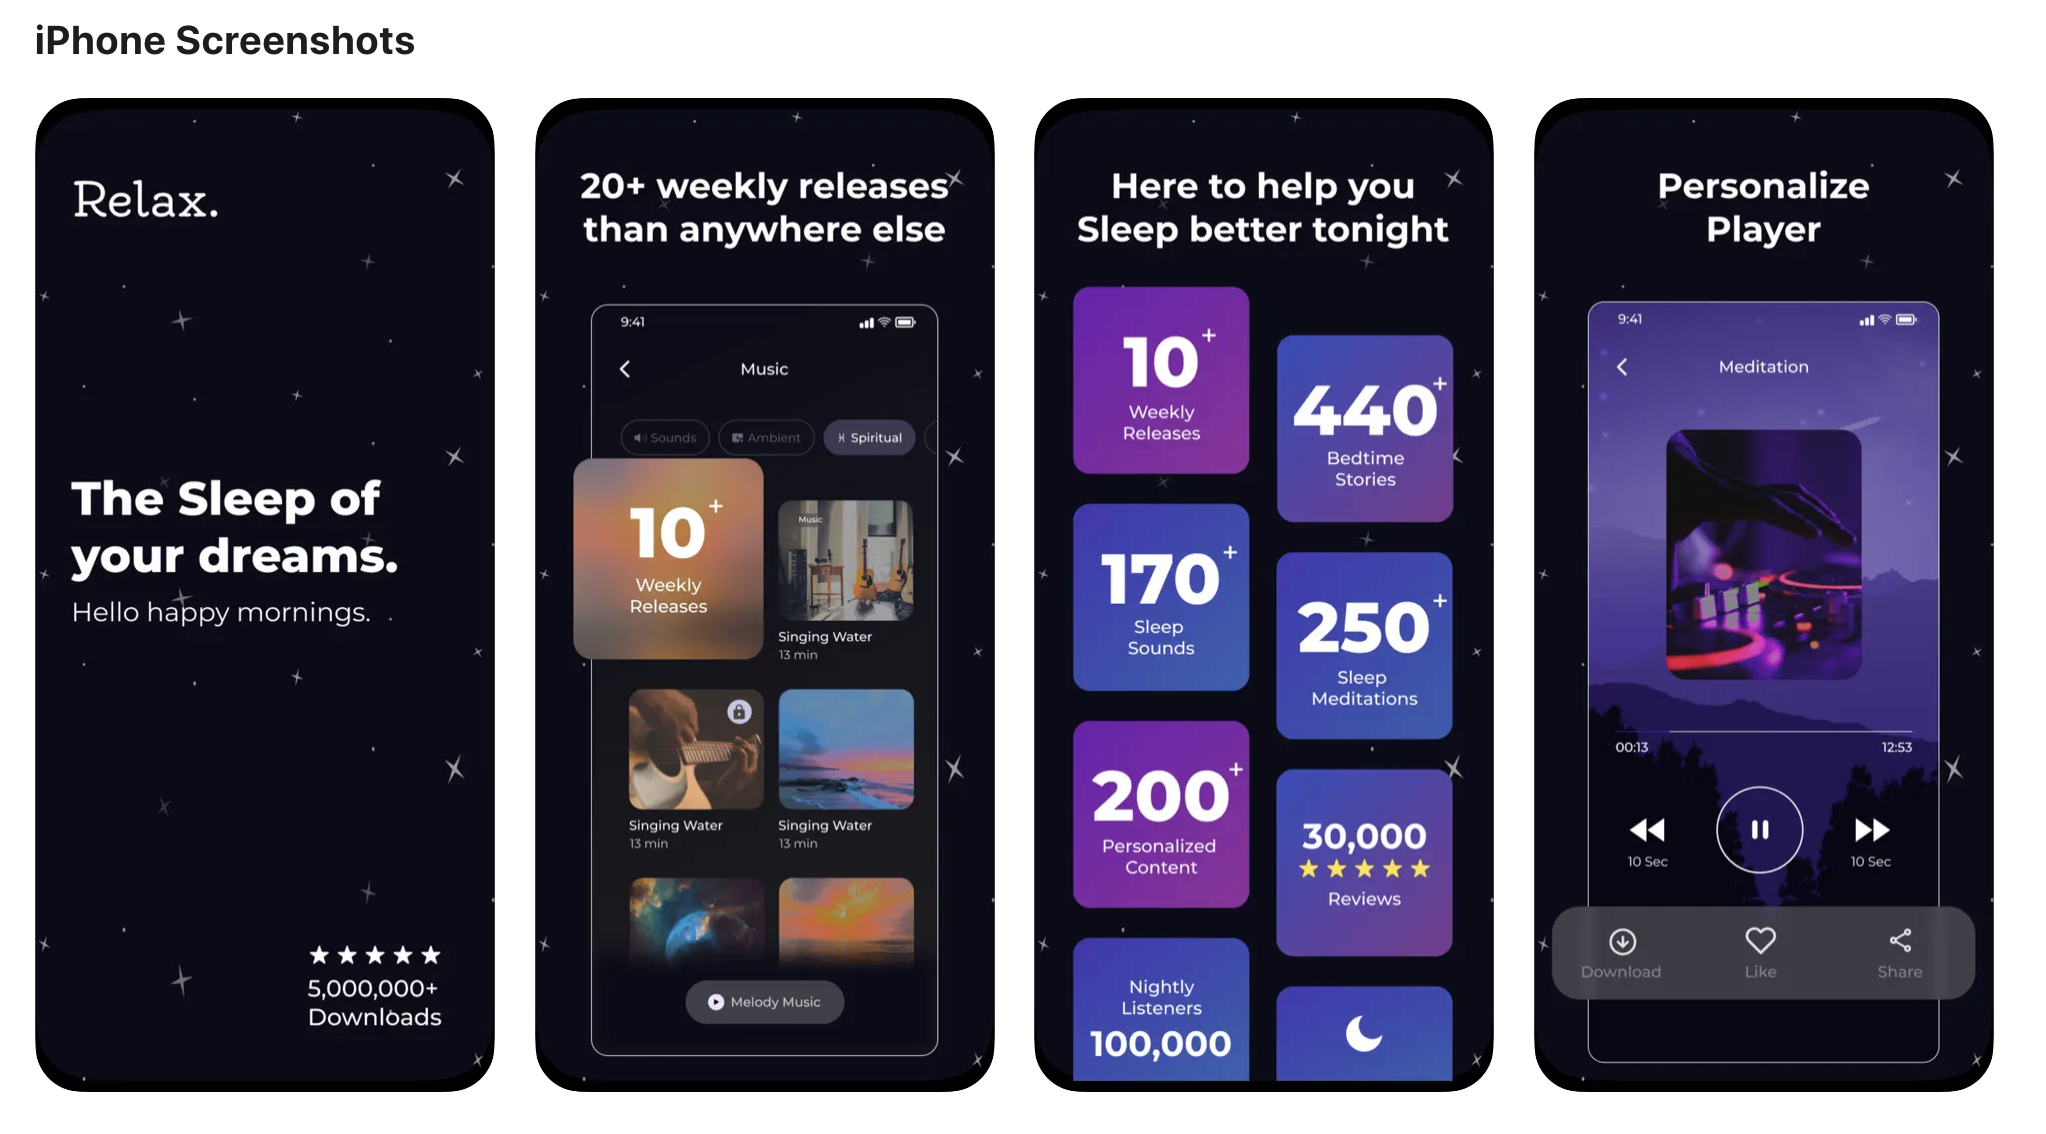 iPhone Screenshots
Relax.
The Sleep of
your dreams.
Hello happy mornings.
5,000,000+
Downloads
20+ weekly releases
than anywhere else
9:41
Music
Sounds
Ambient
Spiritual
10+
Weekly
Releases
Music
Singing Water
13 min
Singing Water
13 min
Singing Water
13 min
Melody Music
Here to help you
Sleep better tonight
10+
Weekly
Releases
440+
Bedtime
Stories
170+
Sleep
Sounds
250+
Sleep
Meditations
200+
Personalized
Content
30,000
Reviews
Nightly
Listeners
100,000
Personalize
Player
9:41
Meditation
00:13
12:53
10 Sec
10 Sec
Download
Like
Share